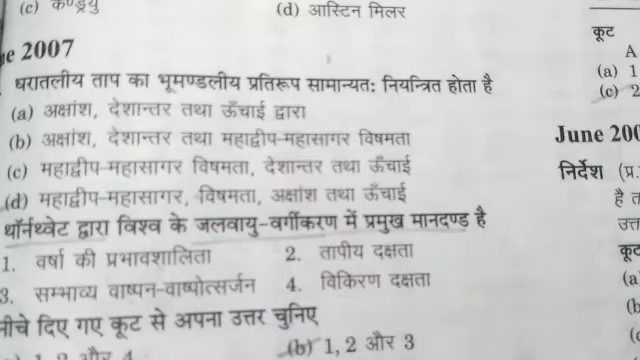 (c) कण्ड्रयु
(d) आस्टिन मिलर
ne 2007
धरातलीय ताप का भूमण्डलीय प्रतिरूप सामान्यतः नियन्त्रित होता है
(a) अक्षांश, देशान्तर तथा ऊँचाई द्वारा
(b) अक्षांश, देशान्तर तथा महाद्वीप-महासागर विषमता
(c) महाद्वीप-महासागर विषमता, देशान्तर तथा ऊँचाई
(d) महाद्वीप-महासागर, विषमता, अक्षांश तथा ऊँचाई
थॉर्नथ्वेट द्वारा विश्व के जलवायु-वर्गीकरण में प्रमुख मानदण्ड है
1. वर्षा की प्रभावशालिता
2. तापीय दक्षता
3. सम्भाव्य वाष्पन-वाष्पोत्सर्जन
4. विकिरण दक्षता
नीचे दिए गए कूट से अपना उत्तर चुनिए
(b) 1, 2 और 3
कूट
A
(a) 1
(c) 2
June 200
निर्देश (प्र.
है त
उत्त
कूट
(a
(b
(c